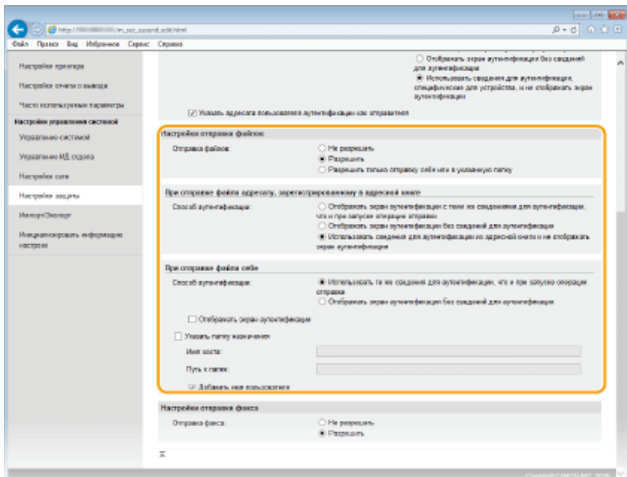 Файл Правка Вид Избранное Сервис Справка
Настройки принтера
Настройки отчета о выводе
Часто используемые параметры
Настройки управления системой
Управление системой
Управление ИД отдела
Настройки сети
Настройки защиты
Импорт/Экспорт
Инициализировать информацию
настроек
Отображать экран аутентификации без сведений
для аутентификации
Использовать сведения для аутентификации,
специфические для устройства, и не отображать экран
аутентификации
Указать адресата пользователя аутентификации как отправителя
Настройки отправки файлов
Отправка файлов:
Не разрешить
Разрешить
Разрешить только отправку себе или в указанную папку
При отправке файла адресату, зарегистрированному в адресной книге
Способ аутентификации:
Отображать экран аутентификации с теми же сведениями для аутентификации,
что и при запуске операции отправки
Отображать экран аутентификации без сведений для аутентификации
Использовать сведения для аутентификации из адресной книги и не отображать
экран аутентификации
При отправке файла себе
Способ аутентификации:
Использовать те же сведения для аутентификации, что и при запуске операции
отправки
Отображать экран аутентификации без сведений для аутентификации
Отображать экран аутентификации
Указать папку назначения
Имя хоста:
Путь к папке:
Добавить имя пользователя
Настройки отправки факса
Отправка факса:
Не разрешить
Разрешить